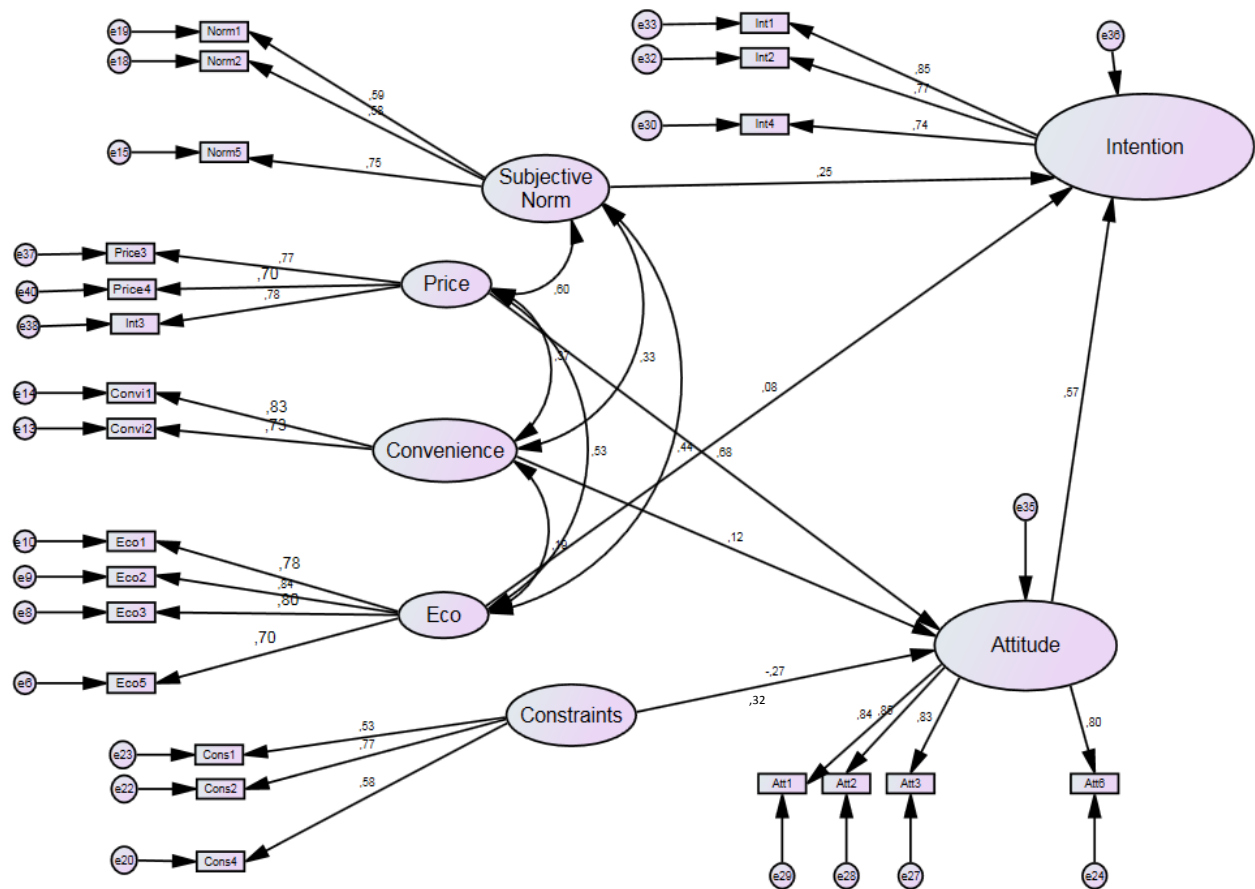 e19 Norm1
e18 Norm2
e15 Norm5
,59
,58
,75
Subjective
Norm
e33 Int1
e32 Int2
e30 Int4
,85
,77
,74
e36
Intention
,25
e37 Price3
e40 Price4
e38 Int3
,77
,70
,78
Price
,60
,37
,33
,08
,57
e14 Convi1
e13 Convi2
,83
,73
Convenience
,53
,44
,68
e10 Eco1
e9 Eco2
e8 Eco3
e6 Eco5
,78
,84
,80
,70
Eco
,19
,12
e35
Attitude
e23 Cons1
e22 Cons2
e20 Cons4
,53
,77
,58
Constraints
-,27
,32
,84
,83
,80
Att1
Att2
Att3
Att6
e29
e28
e27
e24